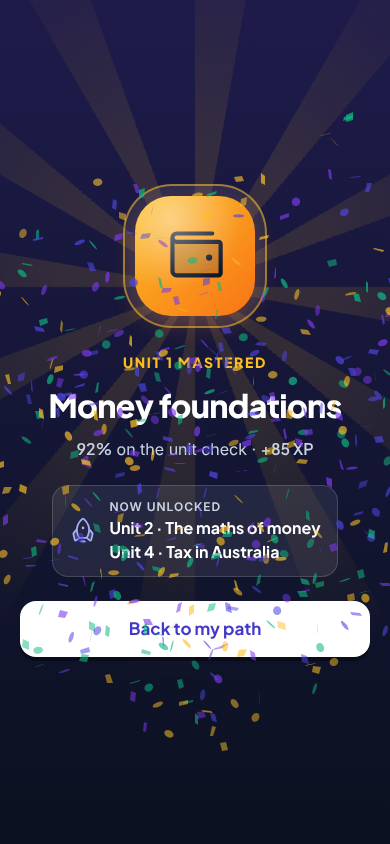 UNIT 1 MASTERED
Money foundations
92% on the unit check · +85 XP
NOW UNLOCKED
Unit 2 · The maths of money
Unit 4 · Tax in Australia
Back to my path